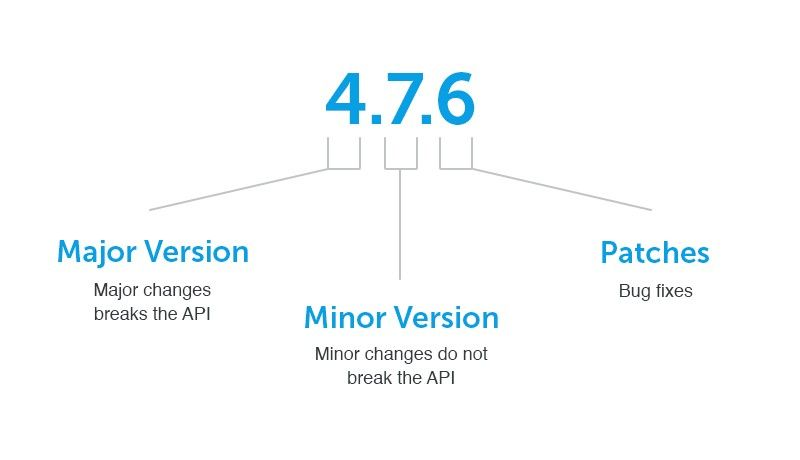 4.7.6
Major Version
Major changes
breaks the API
Minor Version
Minor changes do not
break the API
Patches
Bug fixes